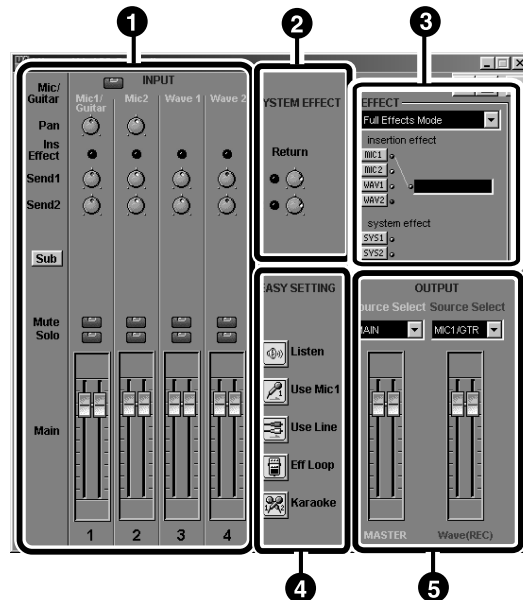 1
2
3
INPUT
Mic/
Guitar
Mic1/
Guitar
Mic2
Wave 1
Wave 2
Pan
Ins
Effect
Send1
Send2
Sub
Mute
Solo
Main
1
2
3
4
YSTEM EFFECT
Return
EFFECT
Full Effects Mode
insertion effect
MIC1
MIC2
WAV1
WAV2
system effect
SYS1
SYS2
ASY SETTING
Listen
Use Mic1
Use Line
Eff Loop
Karaoke
OUTPUT
ource Select
Source Select
MAIN
MIC1/GTR
MASTER
Wave(REC)
4
5